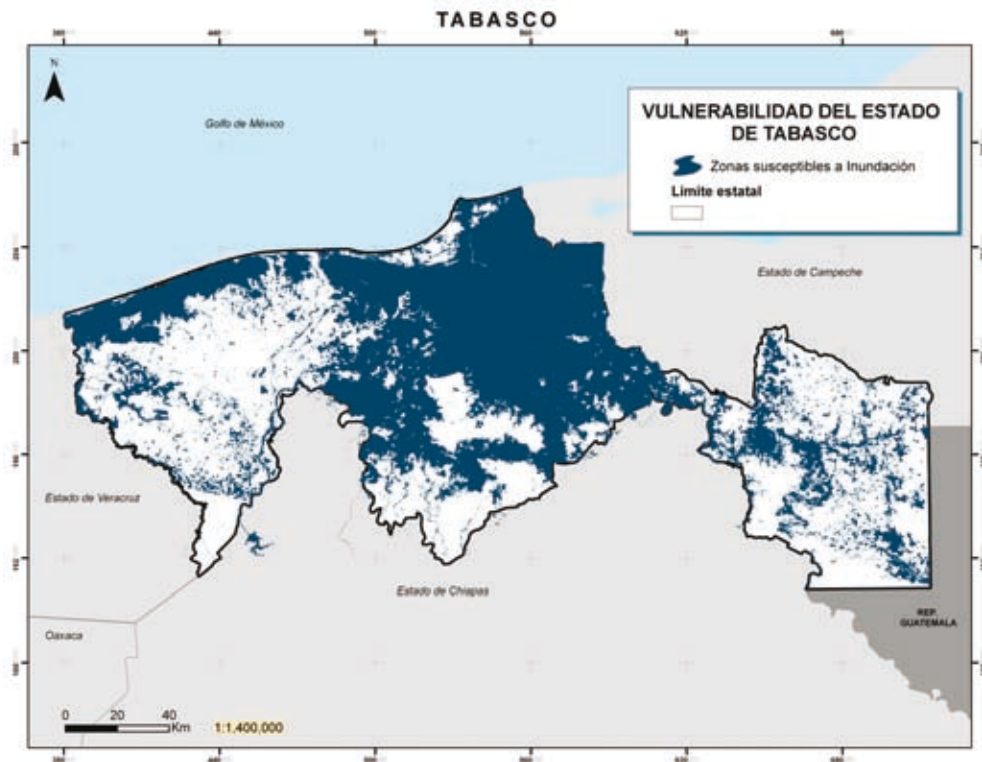 TABASCO
N
Golfo de México
VULNERABILIDAD DEL ESTADO
DE TABASCO
Zonas susceptibles a Inundación
Limite estatal
Estado de Campeche
Estado de Veracruz
Estado de Chiapas
Oaxaca
REP.
GUATEMALA
0 20 40
Km
1:1,400,000